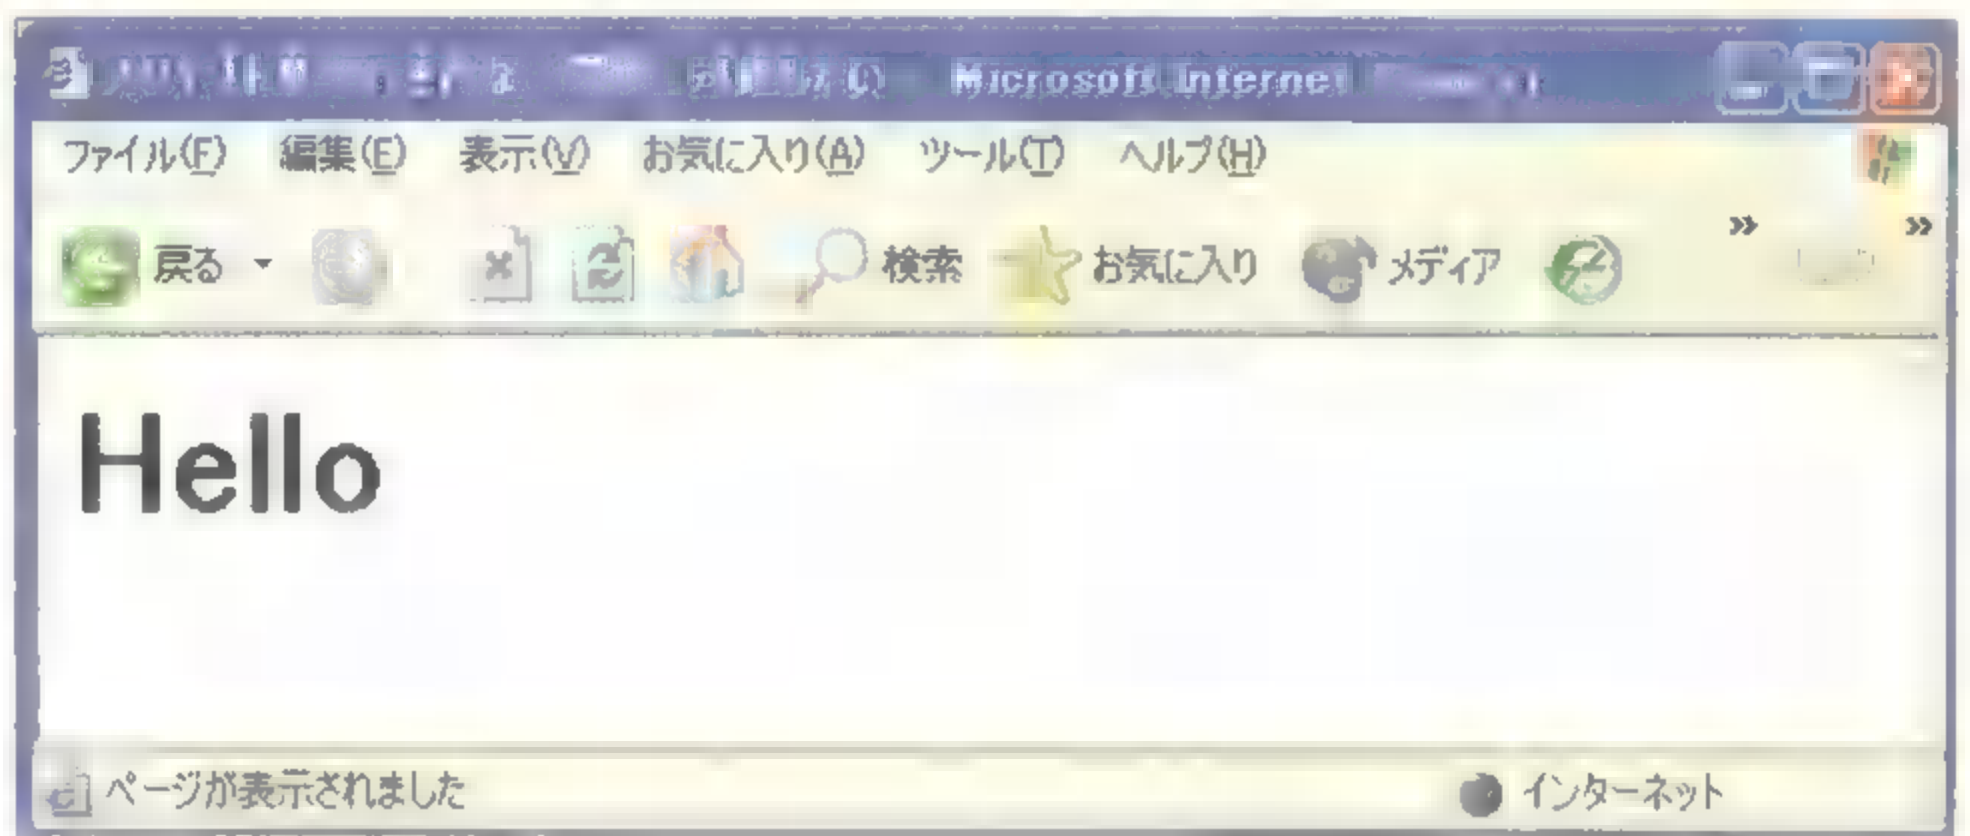 Microsoft Internet
ファイル(F) 編集(E) 表示(V) お気に入り(A) ツール(T) ヘルプ(H)
戻る 検索 お気に入り メディア » »
Hello
ページが表示されました インターネット